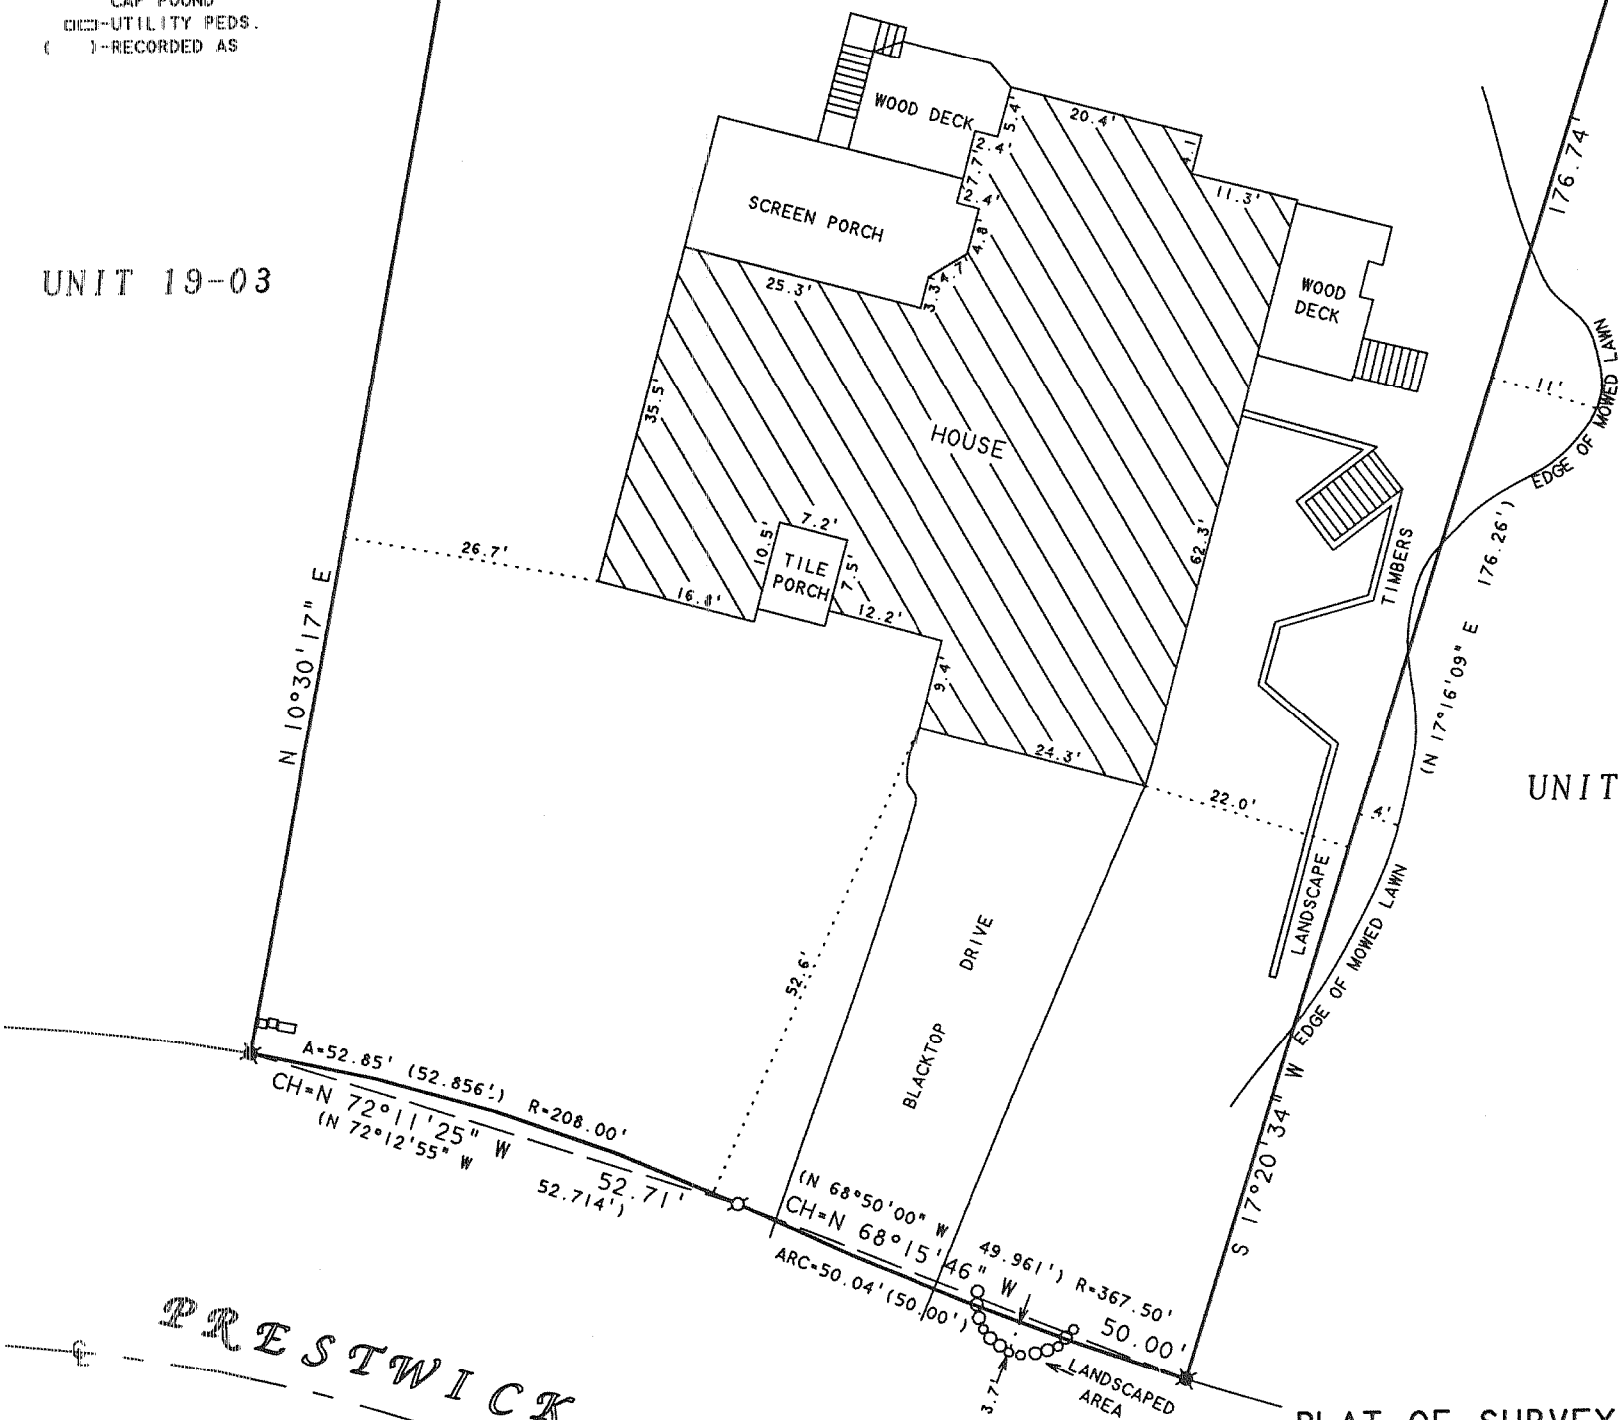 CAP FOUND
-UTILITY PEDS.
( )-RECORDED AS
UNIT 19-03
WOOD DECK
5.4'
20.4'
4.1
2.4'
7.7'
2.4'
11.3'
4.8'
4.7'
3.3'
SCREEN PORCH
25.3'
WOOD
DECK
176.74'
11'
EDGE OF MOWED LAWN
35.5'
HOUSE
62.3'
7.2'
10.5'
TILE
PORCH
7.5'
16.8'
12.2'
26.7'
9.4'
24.3'
TIMBERS
LANDSCAPE
(N 17°16'09" E 176.26')
N 10°30'17" E
22.0'
4'
UNIT
EDGE OF MOWED LAWN
52.6'
BLACKTOP DRIVE
S 17°20'34" W
A=52.85' (52.856') R=208.00'
CH=N 72°11'25" W 52.71'
(N 72°12'55" W 52.714')
(N 68°50'00" W 49.961') R=367.50'
CH=N 68°15'46" W 50.00'
ARC=50.04' (50.00')
3.7'
LANDSCAPED
AREA
PRESTWICK
PLAT OF SURVEY